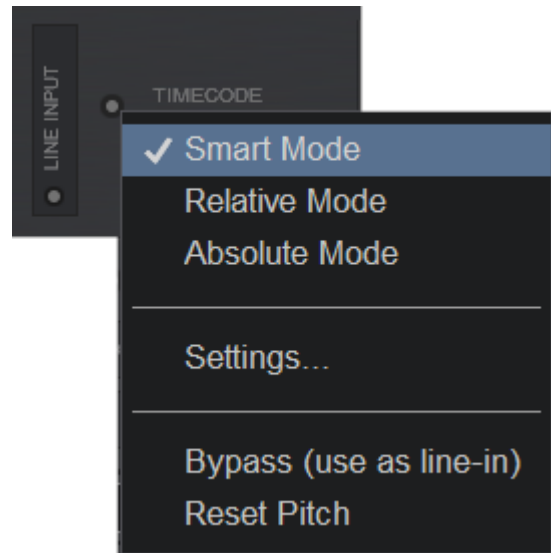 LINE INPUT
TIMECODE
Smart Mode
Relative Mode
Absolute Mode
Settings...
Bypass (use as line-in)
Reset Pitch